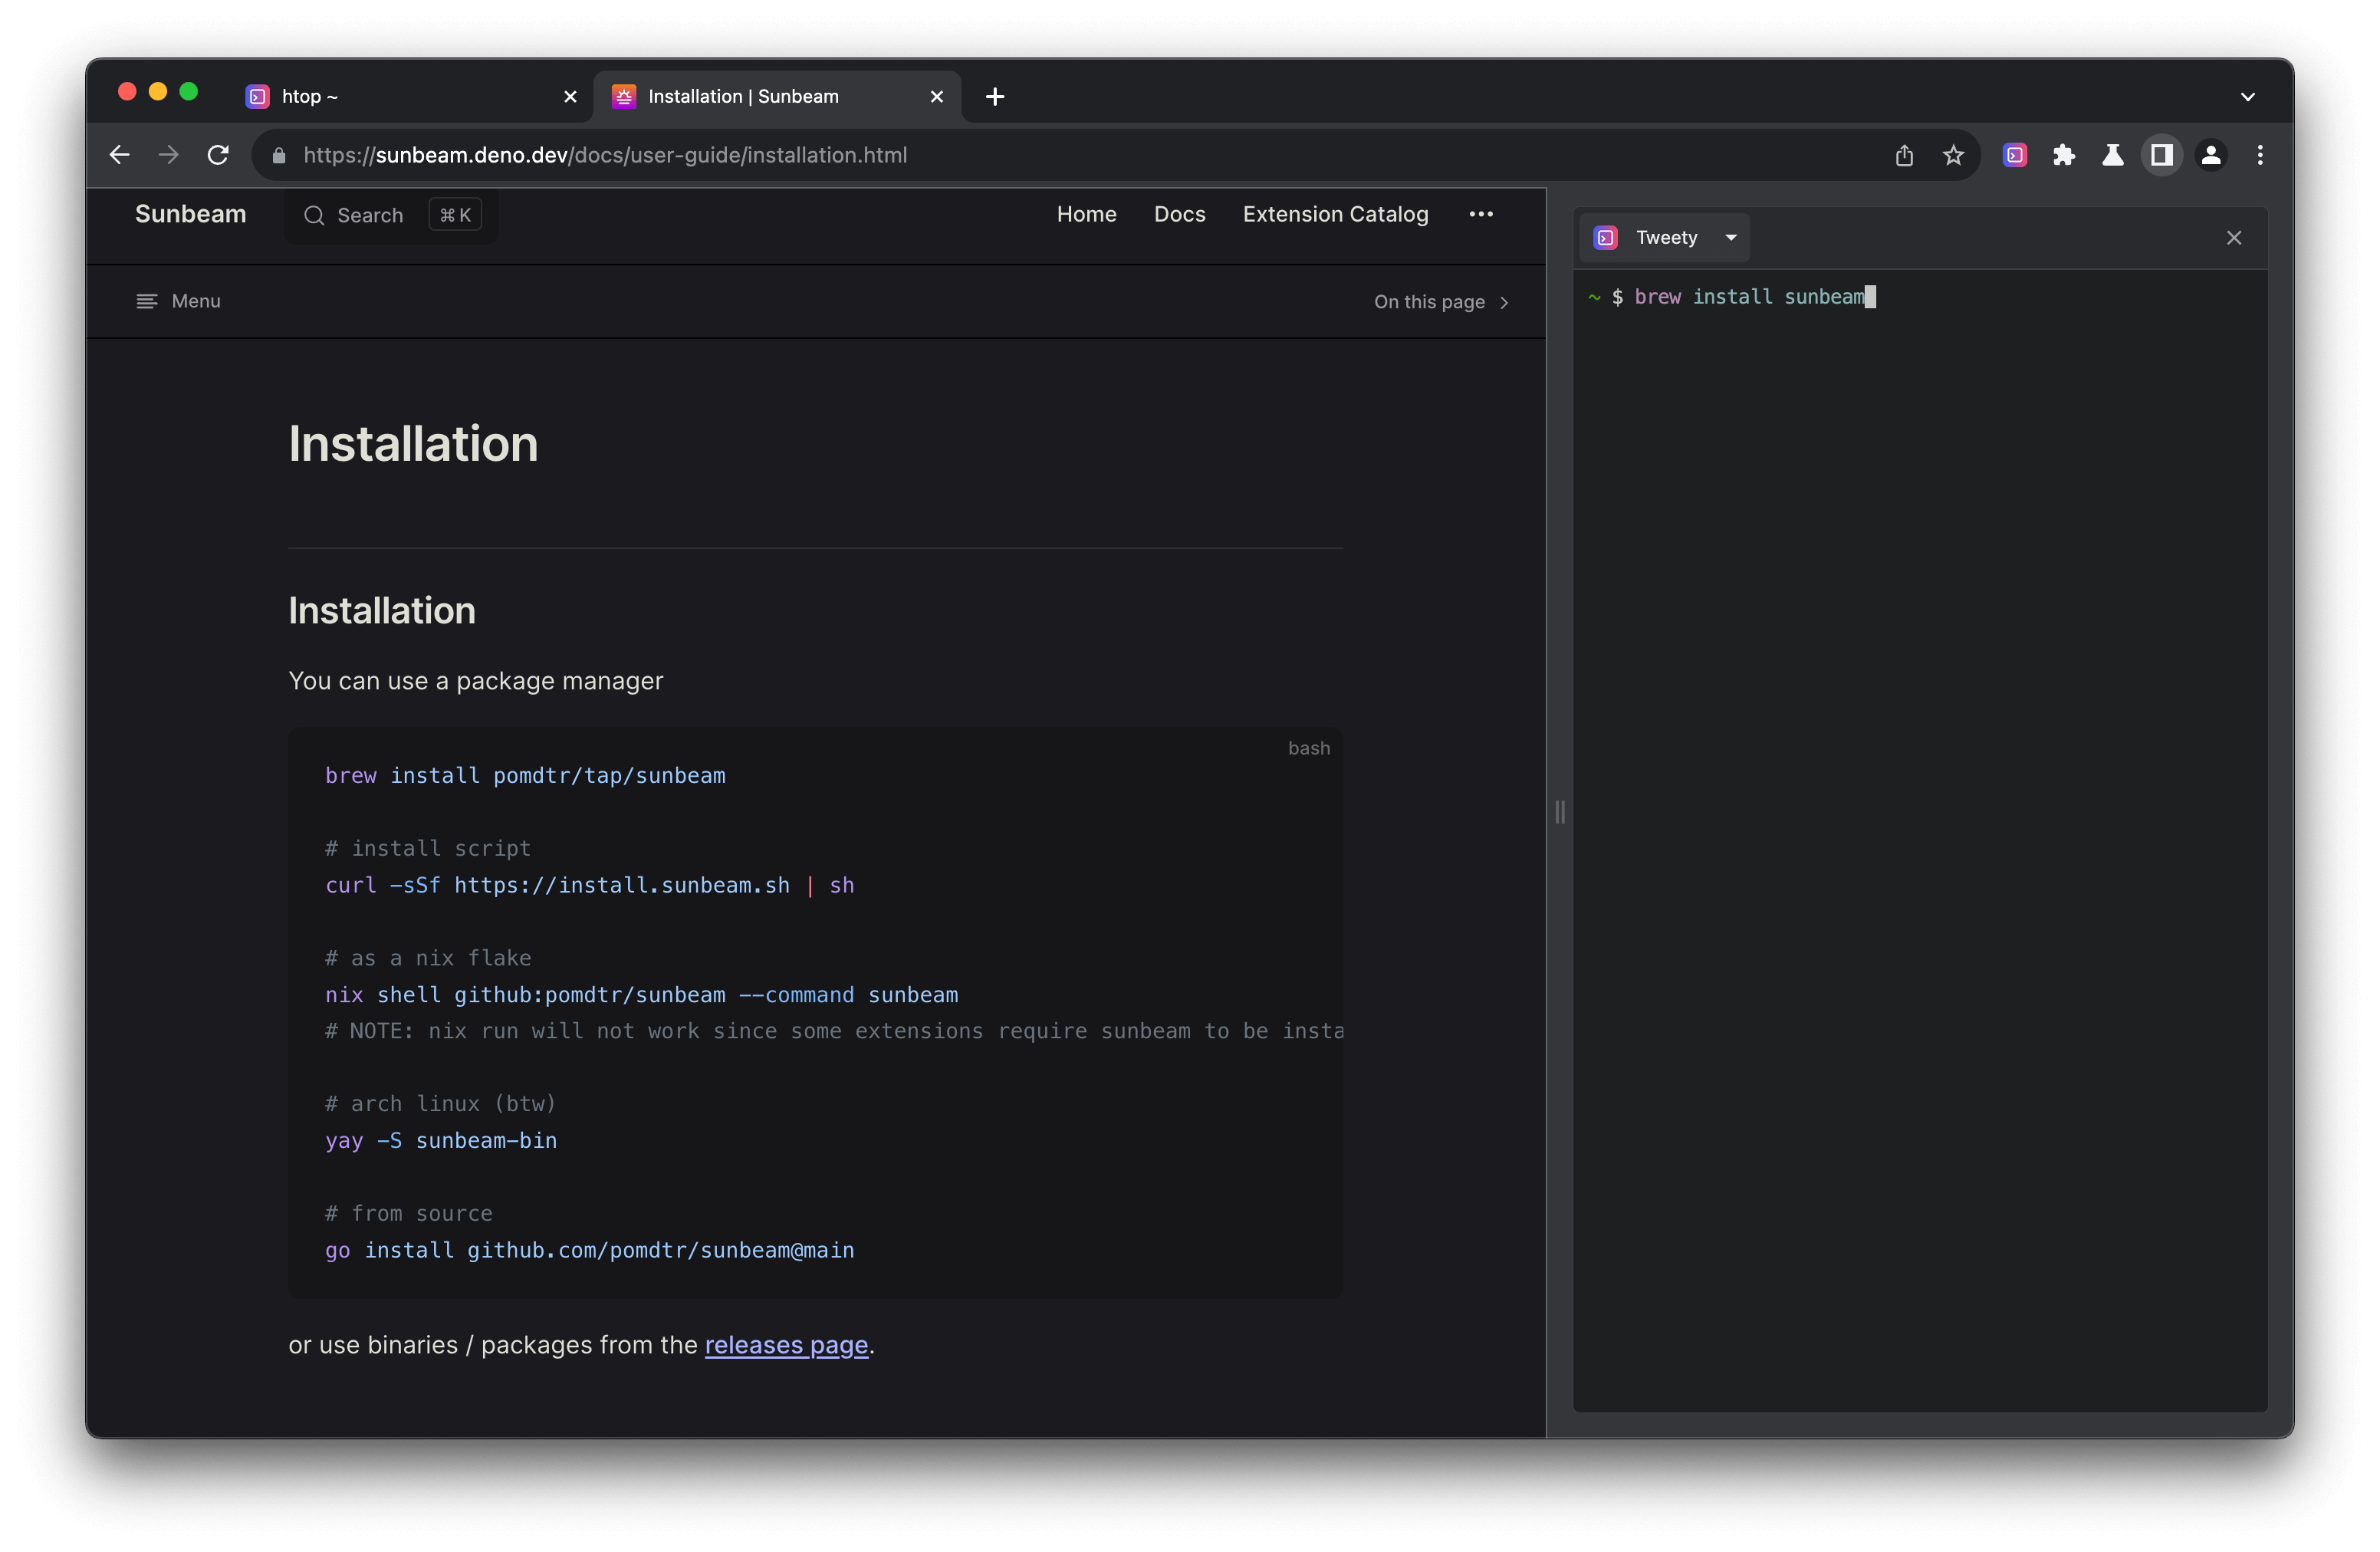 htop ~
Installation | Sunbeam
https://sunbeam.deno.dev/docs/user-guide/installation.html
Sunbeam
Search
⌘ K
Home
Docs
Extension Catalog
Menu
On this page
Installation
Installation
You can use a package manager
bash
brew install pomdtr/tap/sunbeam
# install script
curl -sSf https://install.sunbeam.sh | sh
# as a nix flake
nix shell github:pomdtr/sunbeam --command sunbeam
# NOTE: nix run will not work since some extensions require sunbeam to be insta
# arch linux (btw)
yay -S sunbeam-bin
# from source
go install github.com/pomdtr/sunbeam@main
or use binaries / packages from the releases page.
Tweety
~ $ brew install sunbeam